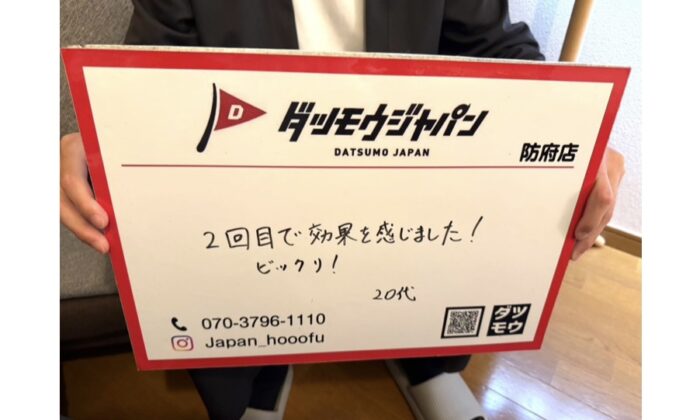 D
ダツモウジャパン
DATSUMO JAPAN
防府店
2回目で効果を感じました!
ビックリ!
20代
070-3796-1110
Japan_hooofu
ダツ
モウ